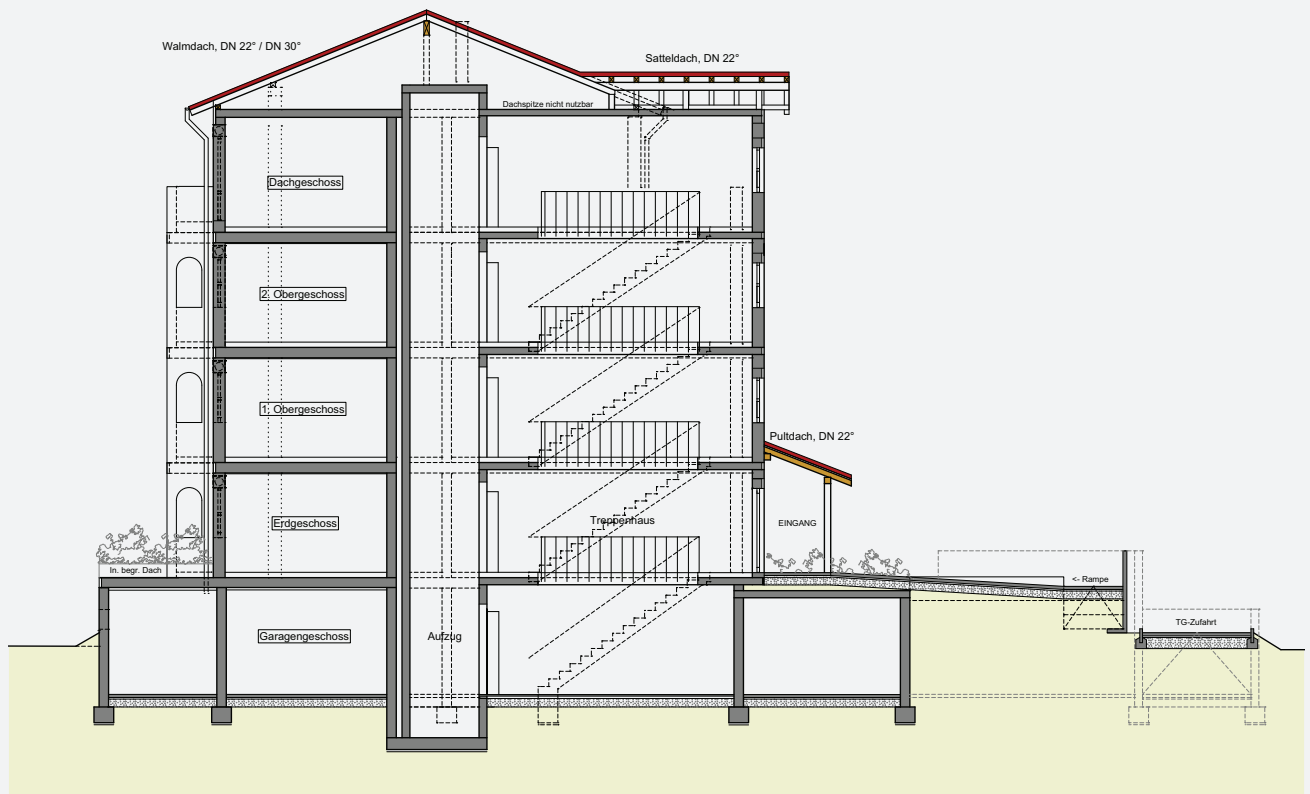 Walmdach, DN 22° / DN 30°
Satteldach, DN 22°
Dachspitze nicht nutzbar
Dachgeschoss
2. Obergeschoss
1. Obergeschoss
Pultdach, DN 22°
Erdgeschoss
Treppenhaus
EINGANG
In. begr. Dach
<- Rampe
TG-Zufahrt
Garagengeschoss
Aufzug